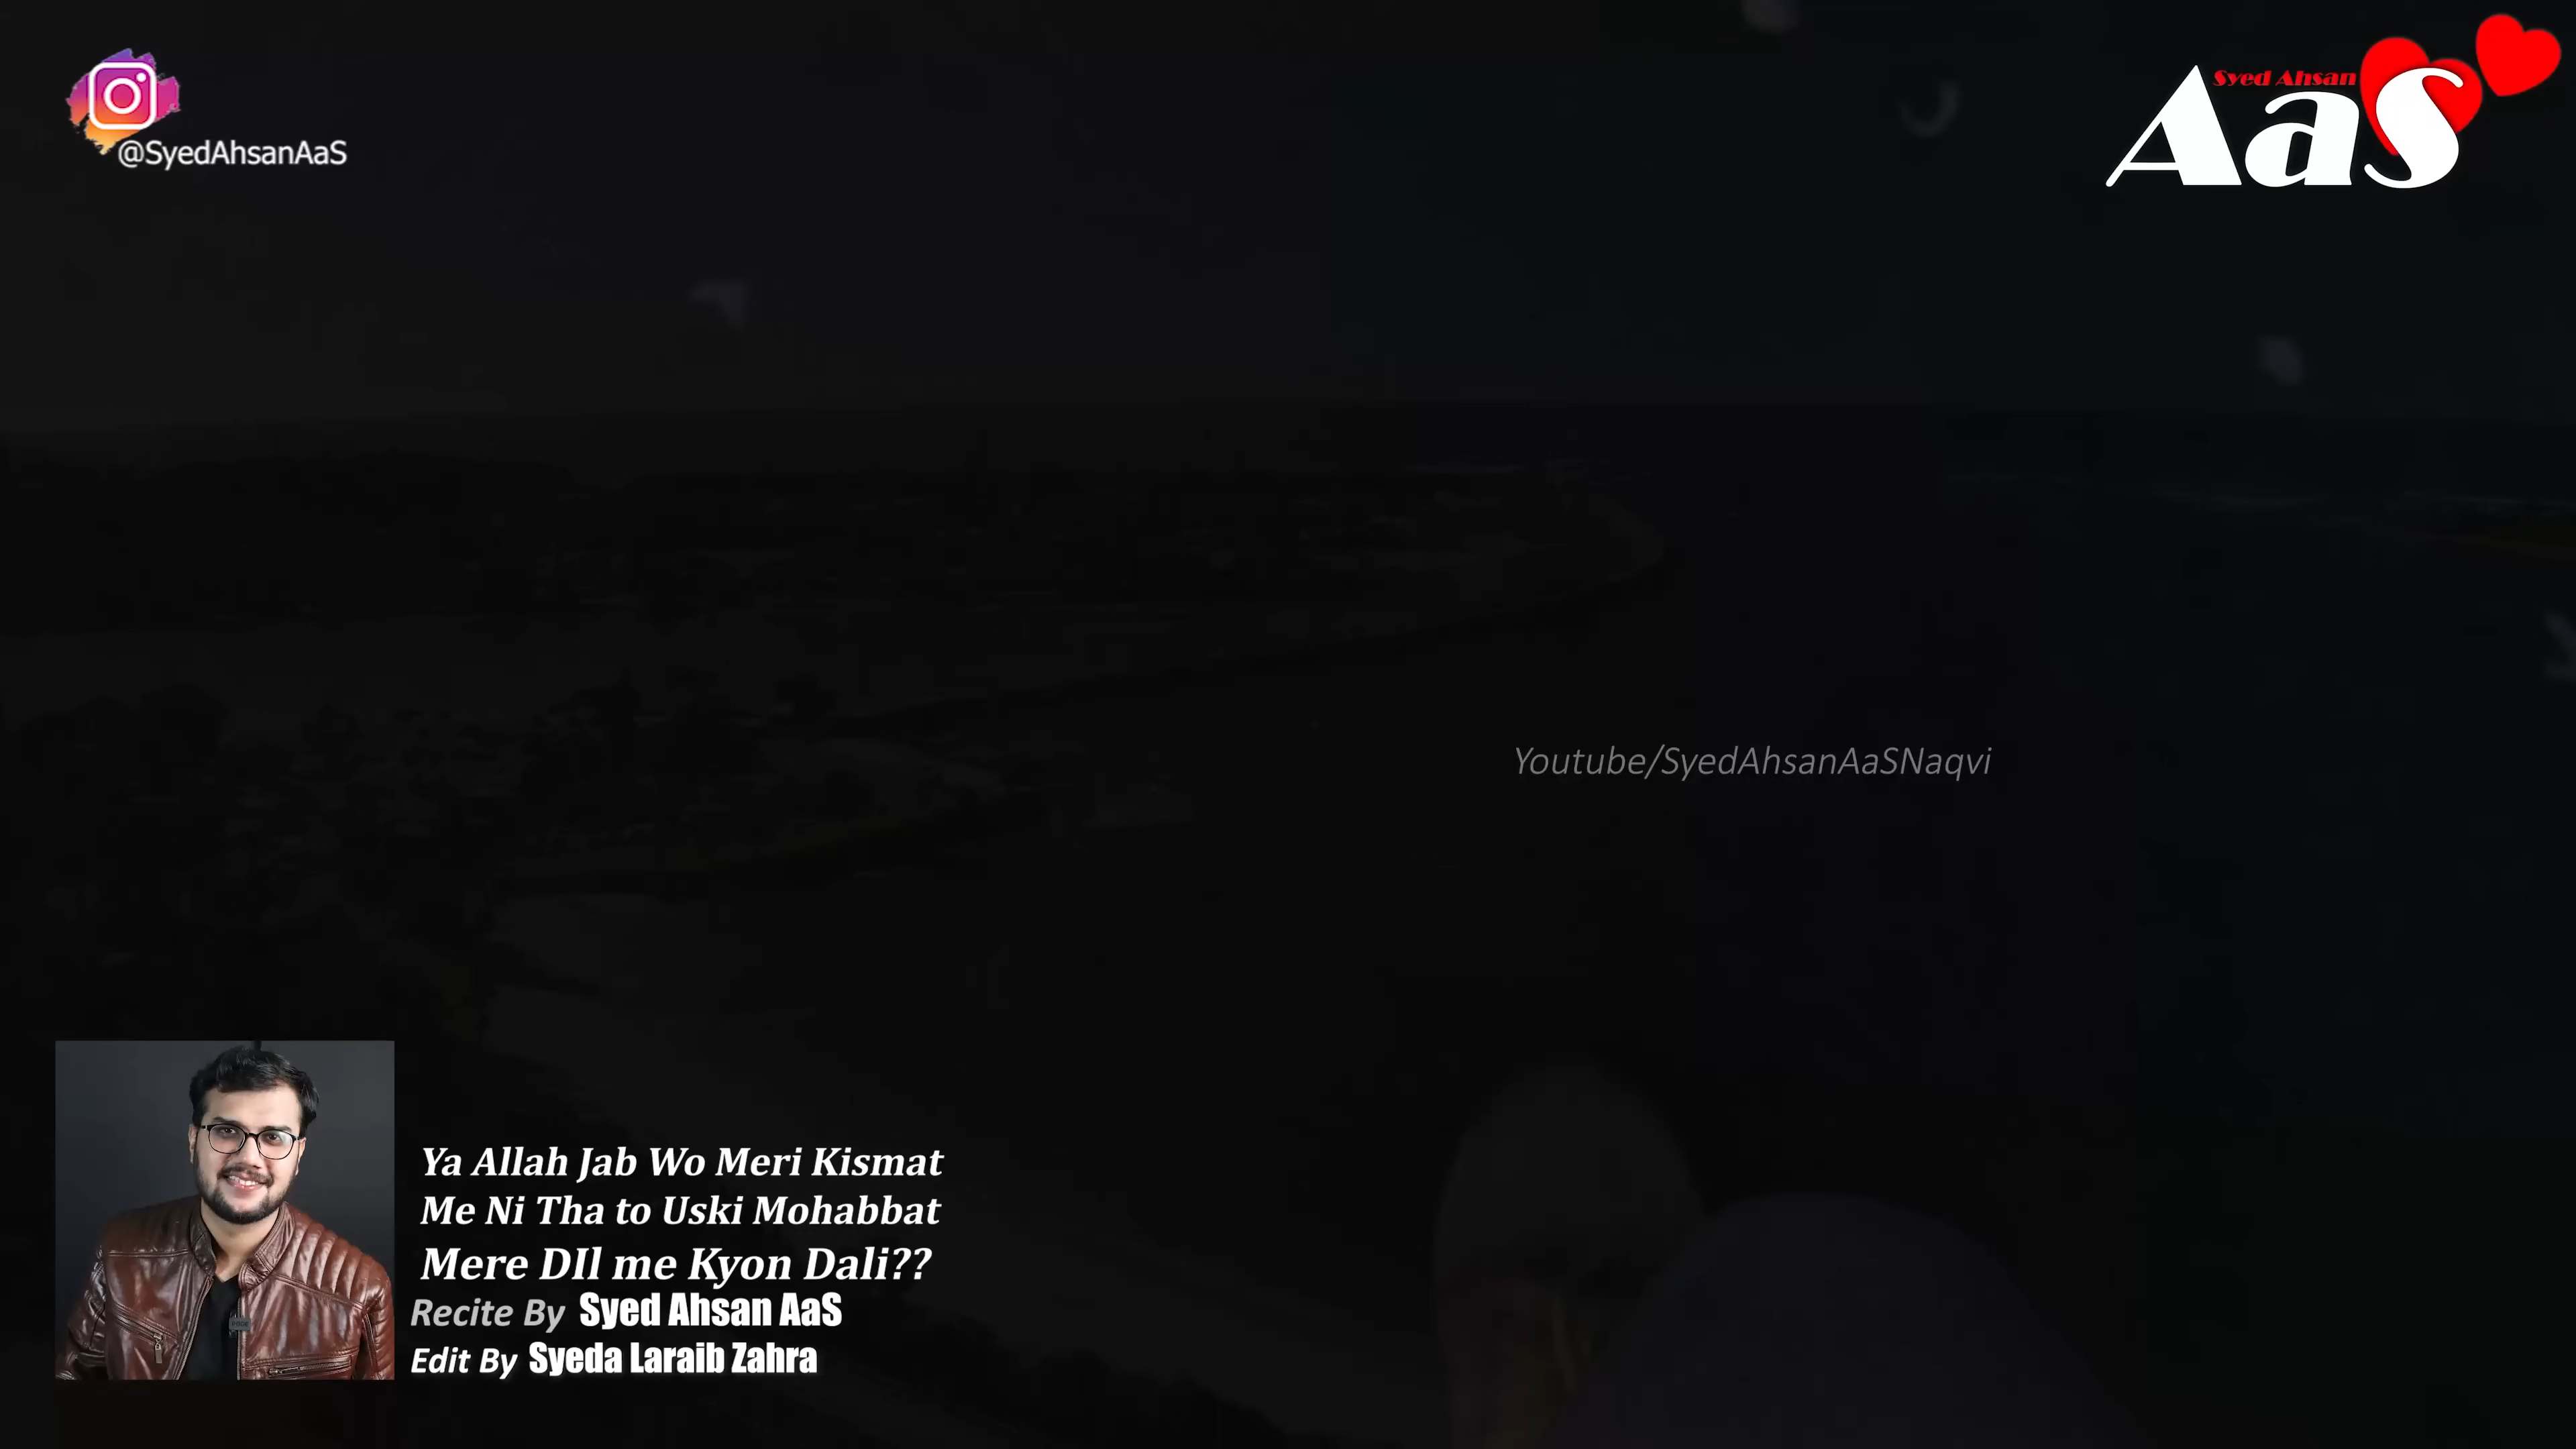 @SyedAhsanAaS
Syed Ahsan
AaS
Youtube/SyedAhsanAaSNaqvi
Ya Allah Jab Wo Meri Kismat
Me Ni Tha to Uski Mohabbat
Mere DIl me Kyon Dali??
Recite By Syed Ahsan AaS
Edit By Syeda Laraib Zahra